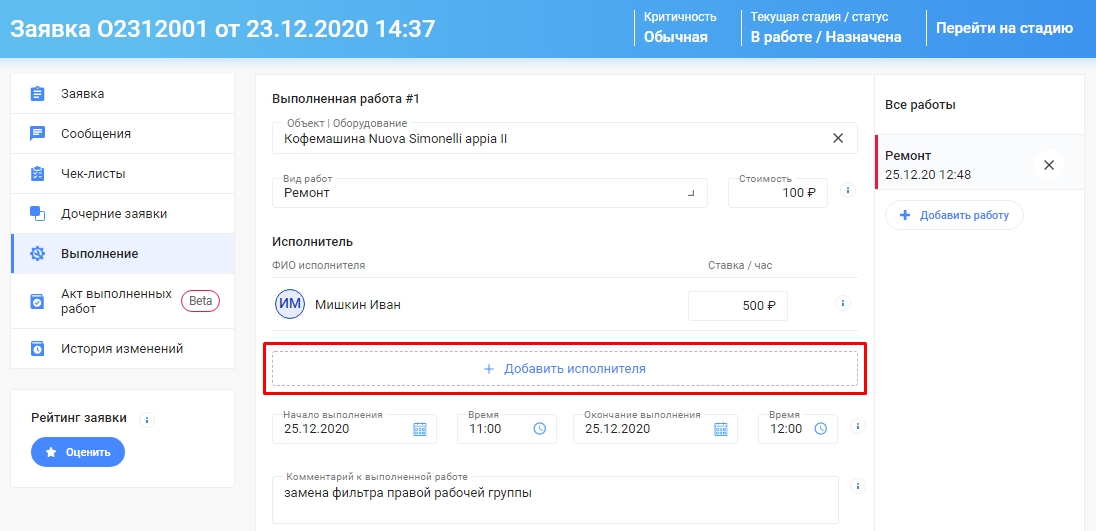 Заявка O2312001 от 23.12.2020 14:37
Критичность
Обычная
Текущая стадия / статус
В работе / Назначена
Перейти на стадию
Заявка
Сообщения
Чек-листы
Дочерние заявки
Выполнение
Акт выполненных
работ
Beta
История изменений
Рейтинг заявки
i
Оценить
Выполненная работа #1
Объект | Оборудование
Кофемашина Nuova Simonelli appia II
Вид работ
Ремонт
Стоимость
100 ₽
i
Исполнитель
ФИО исполнителя
Ставка / час
ИМ
Мишкин Иван
500 ₽
i
+ Добавить исполнителя
Начало выполнения
25.12.2020
Время
11:00
Окончание выполнения
25.12.2020
Время
12:00
i
Комментарий к выполненной работе
замена фильтра правой рабочей группы
i
Все работы
Ремонт
25.12.20 12:48
+ Добавить работу